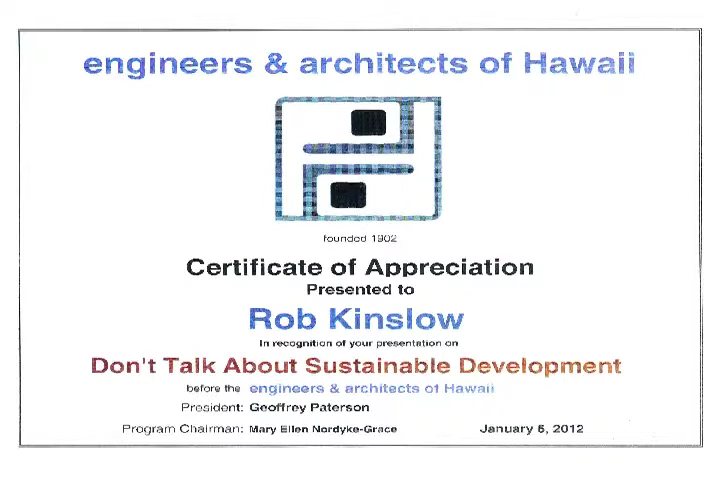 engineers & architects of Hawaii
founded 1902
Certificate of Appreciation
Presented to
Rob Kinslow
In recognition of your presentation on
Don't Talk About Sustainable Development
before the engineers & architects of Hawaii
President: Geoffrey Paterson
Program Chairman: Mary Ellen Nordyke-Grace January 6, 2012